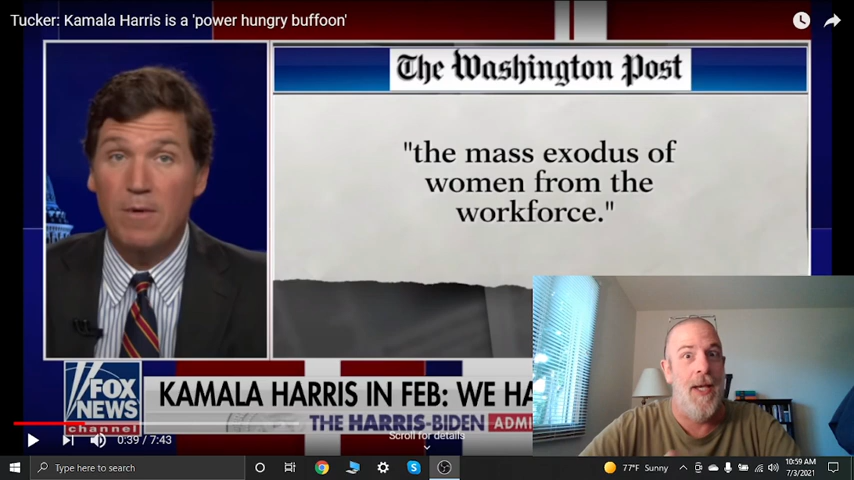 Tucker: Kamala Harris is a 'power hungry buffoon'
The Washington Post
"the mass exodus of
women from the
workforce."
FOX
NEWS
channel
KAMALA HARRIS IN FEB: WE HA
THE HARRIS-BIDEN ADMI
0:39 / 7:43
Scroll for details
Type here to search
77°F Sunny
10:59 AM
7/3/2021